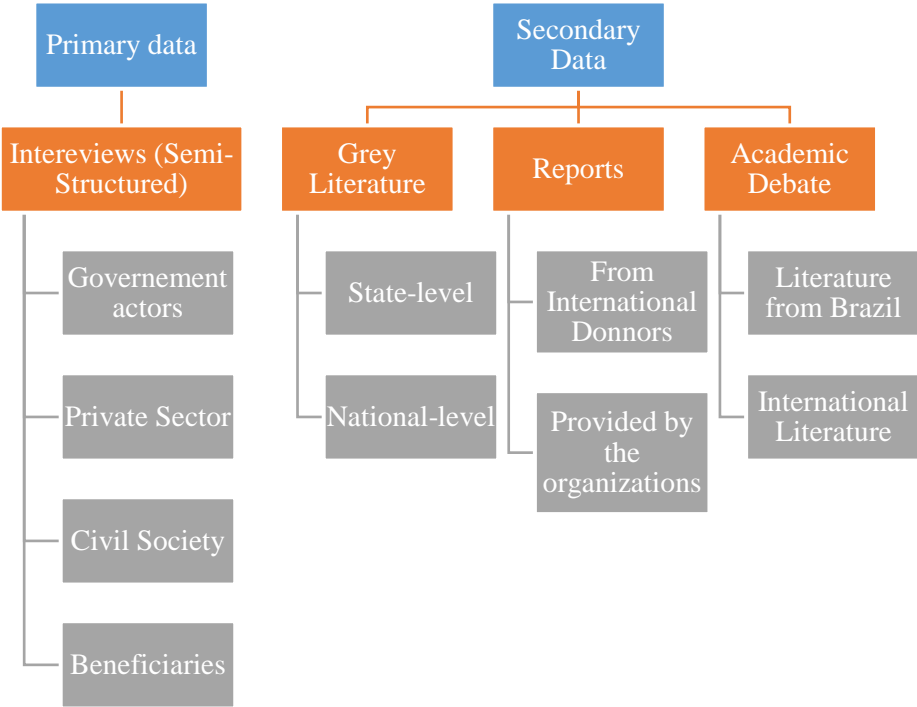 Primary data
Intereviews (Semi-
Structured)
Governement
actors
Private Sector
Civil Society
Beneficiaries
Secondary
Data
Grey
Literature
State-level
National-level
Reports
From
International
Donnors
Provided by
the
organizations
Academic
Debate
Literature
from Brazil
International
Literature